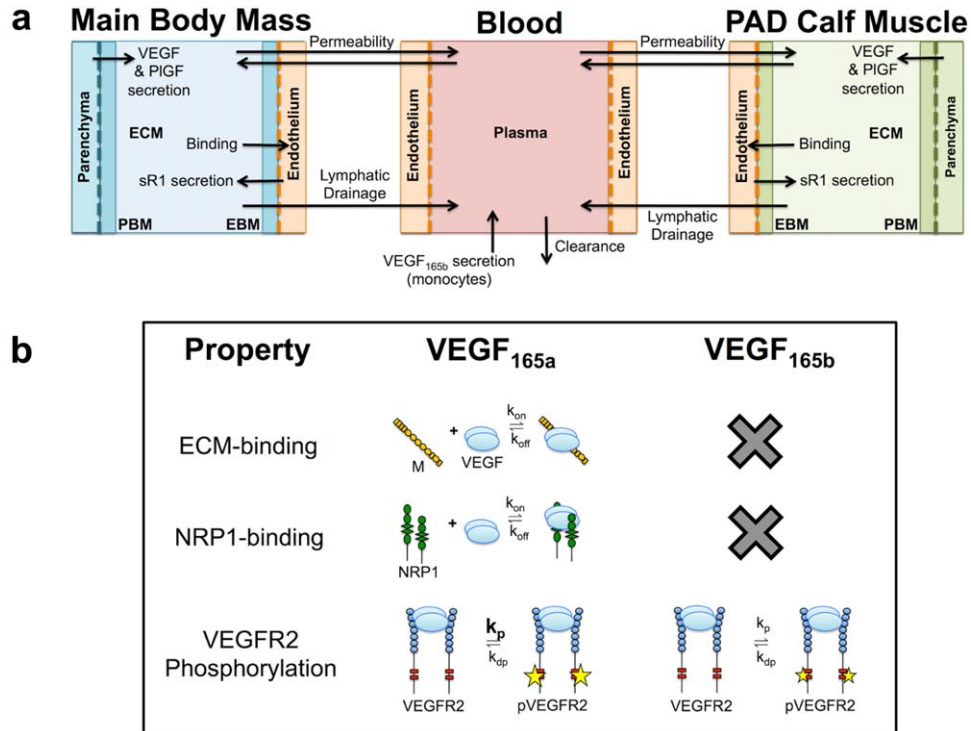 a
Main Body Mass
Blood
PAD Calf Muscle
VEGF
& PlGF
secretion
Permeability
Permeability
VEGF
& PlGF
secretion
Parenchyma
ECM
Binding
sR1 secretion
PBM
EBM
Endothelium
Lymphatic
Drainage
Endothelium
Plasma
Endothelium
VEGF165b secretion
(monocytes)
Clearance
Lymphatic
Drainage
Endothelium
ECM
Binding
sR1 secretion
EBM
PBM
Parenchyma
b
Property
VEGF165a
VEGF165b
ECM-binding
M
+
VEGF
kon
koff
NRP1-binding
NRP1
+
kon
koff
VEGFR2
Phosphorylation
kp
kdp
VEGFR2
pVEGFR2
kp
kdp
VEGFR2
pVEGFR2